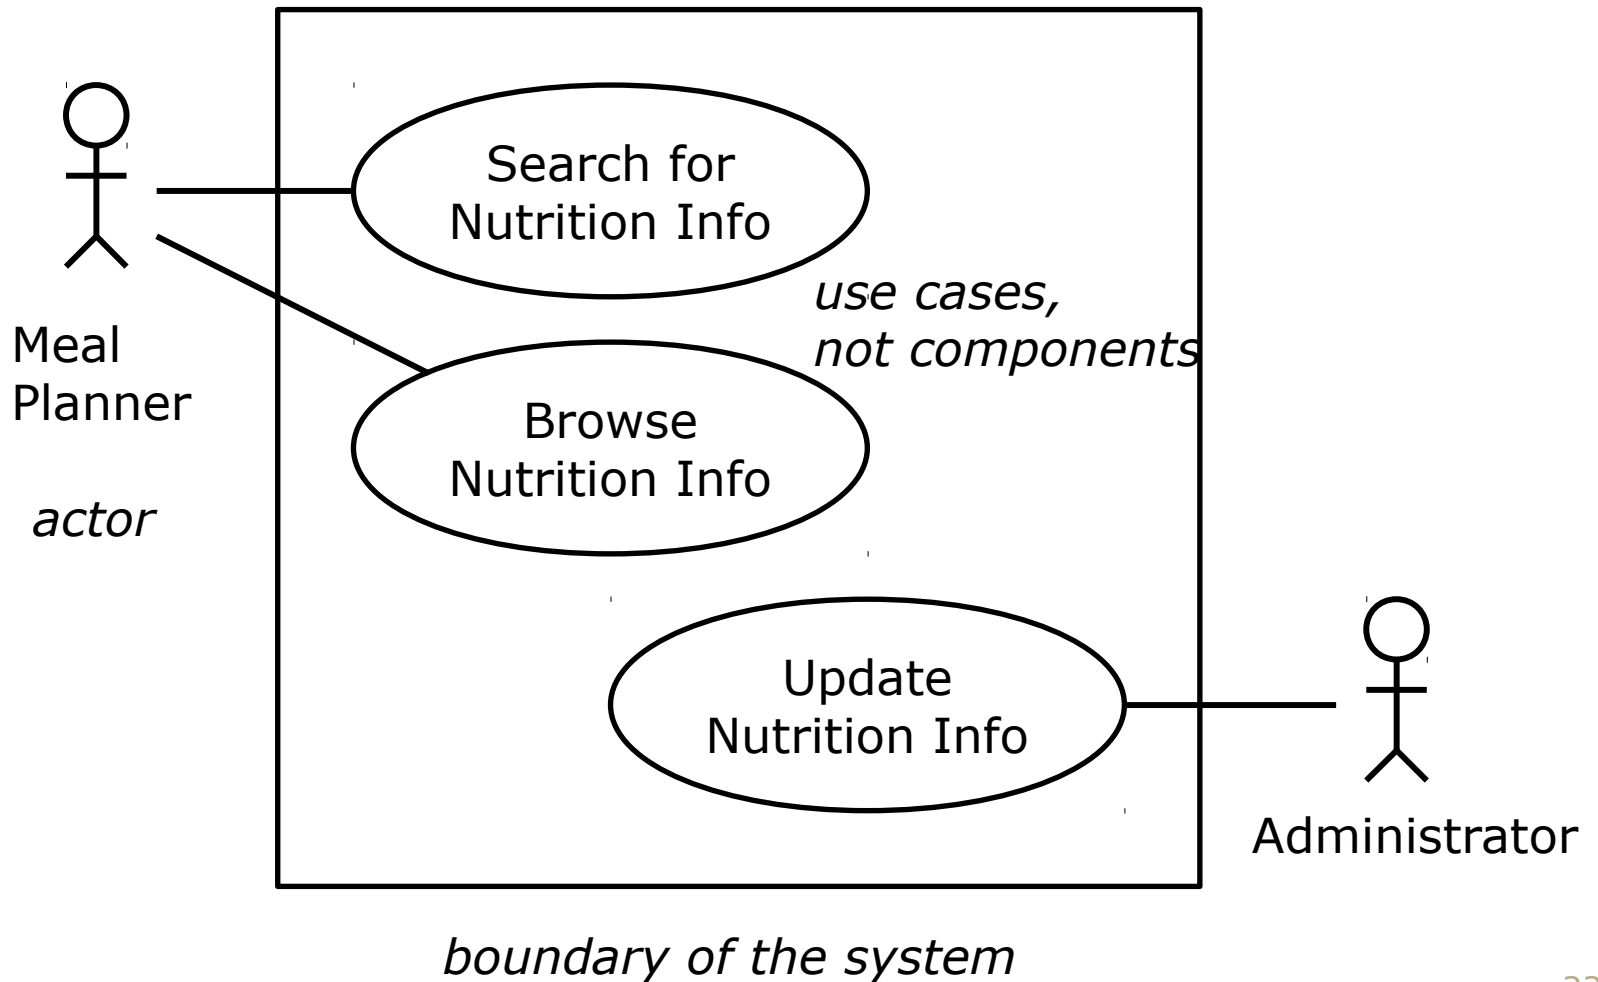 Search for
Nutrition Info
use cases,
not components
Meal
Planner
Browse
Nutrition Info
actor
Update
Nutrition Info
Administrator
boundary of the system